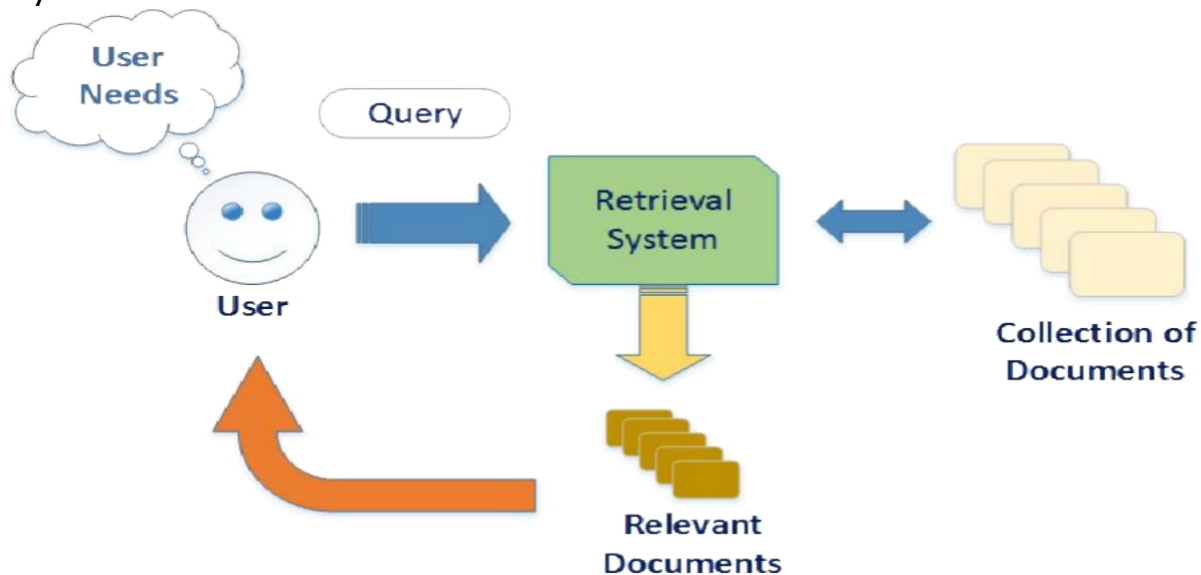 User
Needs
Query
Retrieval
System
User
Collection of
Documents
Relevant
Documents